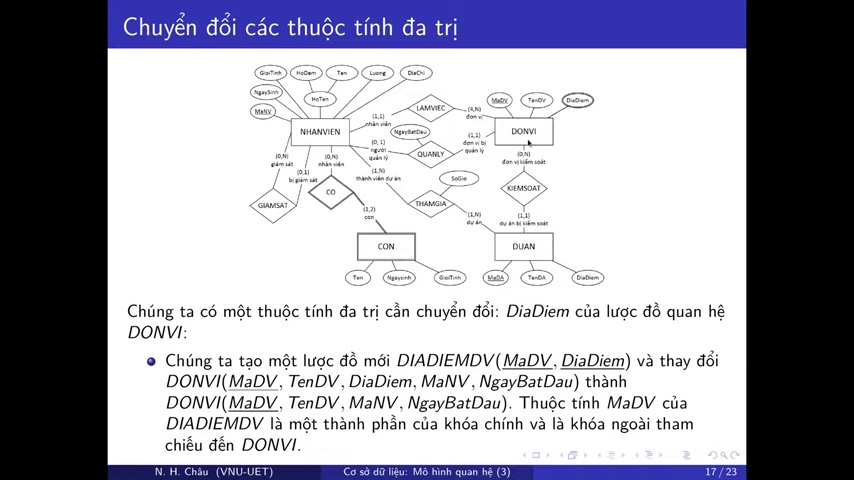 Chuyển đổi các thuộc tính đa trị
GioiTinh HoDem Ten Luong DiaChi
NgaySinh HoTen
MaNV
MaDV TenDV DiaDiem
LAMVIEC
(1,1) nhân viên
(4,N) đơn vị
NHANVIEN
DONVI
NgayBatDau
(0, 1) người quản lý
(1,1) đơn vị bị quản lý
QUANLY
(0,N) giám sát
(0,1) bị giám sát
(0,N) nhân viên
(1,N) thành viên dự án
(0,N) đơn vị kiểm soát
GIAMSAT
CO
SoGio
THAMGIA
KIEMSOAT
(1,2) con
(1,N) dự án
(1,1) dự án bị kiểm soát
CON
DUAN
Ten Ngaysinh GioiTinh
MaDA TenDA DiaDiem
Chúng ta có một thuộc tính đa trị cần chuyển đổi: DiaDiem của lược đồ quan hệ
DONVI:
Chúng ta tạo một lược đồ mới DIADIEMDV(MaDV, DiaDiem) và thay đổi
DONVI(MaDV, TenDV, DiaDiem, MaNV, NgayBatDau) thành
DONVI(MaDV, TenDV, MaNV, NgayBatDau). Thuộc tính MaDV của
DIADIEMDV là một thành phần của khóa chính và là khóa ngoài tham
chiếu đến DONVI.
N. H. Châu (VNU-UET) Cơ sở dữ liệu: Mô hình quan hệ (3) 17 / 23